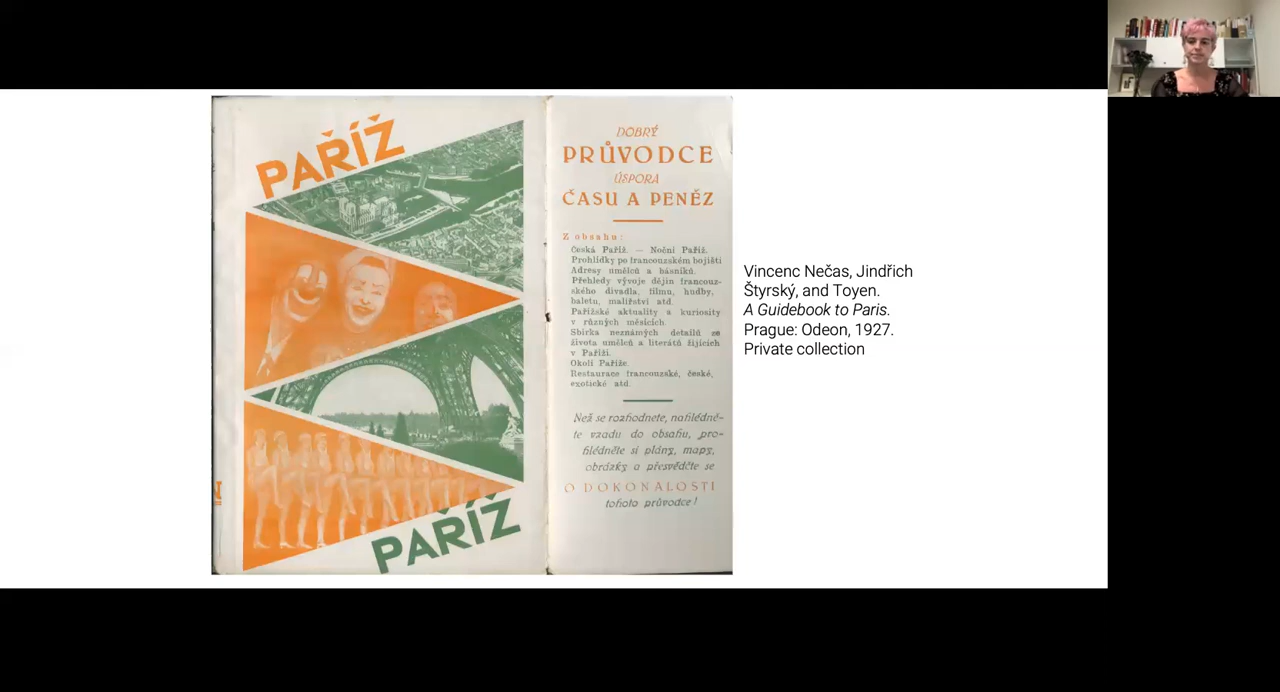 PAŘÍŽ
PAŘÍŽ
DOBRÝ
PRŮVODCE
ÚSPORA
ČASU A PENĚZ
Z obsahu:
Česká Paříž. — Noční Paříž.
Prohlídky po francouzském bojišti
Adresy umělců a básníků.
Přehledy vývoje dějin francouz-
ského divadla, filmu, hudby,
baletu, malířství atd.
Pařížské aktuality a kuriosity
v různých měsících.
Sbírka neznámých detailů ze
života umělců a literátů žijících
v Paříži.
Okolí Paříže.
Restaurace francouzské, české,
exotické atd.
Než se rozhodnete, nahlédně-
te vzadu do obsahu, pro-
hlédněte si plány, mapy,
obrázky a přesvědčte se
O DOKONALOSTI
tohoto průvodce!
Vincenc Nečas, Jindřich
Štyrský, and Toyen.
A Guidebook to Paris.
Prague: Odeon, 1927.
Private collection